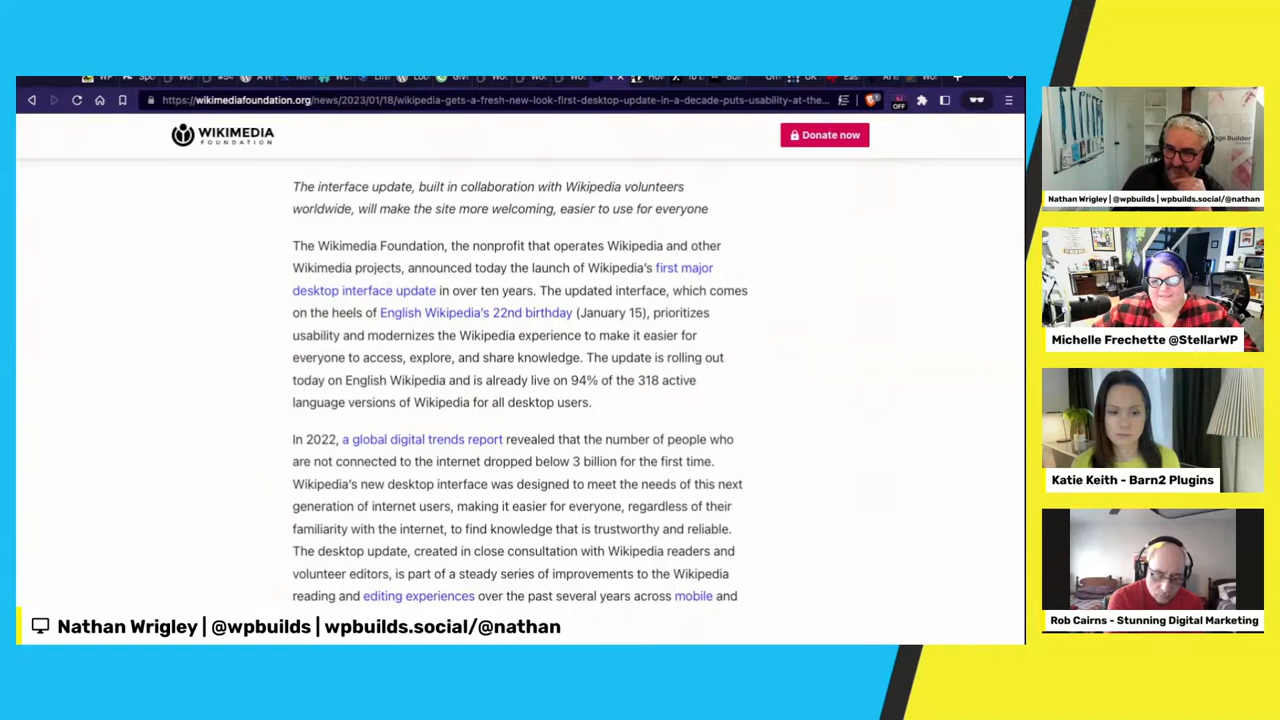 https://wikimediafoundation.org/news/2023/01/18/wikipedia-gets-a-fresh-new-look-first-desktop-update-in-a-decade-puts-usability-at-the...
OFF
WIKIMEDIA
FOUNDATION
Donate now
The interface update, built in collaboration with Wikipedia volunteers
worldwide, will make the site more welcoming, easier to use for everyone
The Wikimedia Foundation, the nonprofit that operates Wikipedia and other
Wikimedia projects, announced today the launch of Wikipedia’s first major
desktop interface update in over ten years. The updated interface, which comes
on the heels of English Wikipedia’s 22nd birthday (January 15), prioritizes
usability and modernizes the Wikipedia experience to make it easier for
everyone to access, explore, and share knowledge. The update is rolling out
today on English Wikipedia and is already live on 94% of the 318 active
language versions of Wikipedia for all desktop users.
In 2022, a global digital trends report revealed that the number of people who
are not connected to the internet dropped below 3 billion for the first time.
Wikipedia’s new desktop interface was designed to meet the needs of this next
generation of internet users, making it easier for everyone, regardless of their
familiarity with the internet, to find knowledge that is trustworthy and reliable.
The desktop update, created in close consultation with Wikipedia readers and
volunteer editors, is part of a steady series of improvements to the Wikipedia
reading and editing experiences over the past several years across mobile and
Nathan Wrigley | @wpbuilds | wpbuilds.social/@nathan
Nathan Wrigley | @wpbuilds | wpbuilds.social/@nathan
Michelle Frechette @StellarWP
Katie Keith - Barn2 Plugins
Rob Cairns - Stunning Digital Marketing